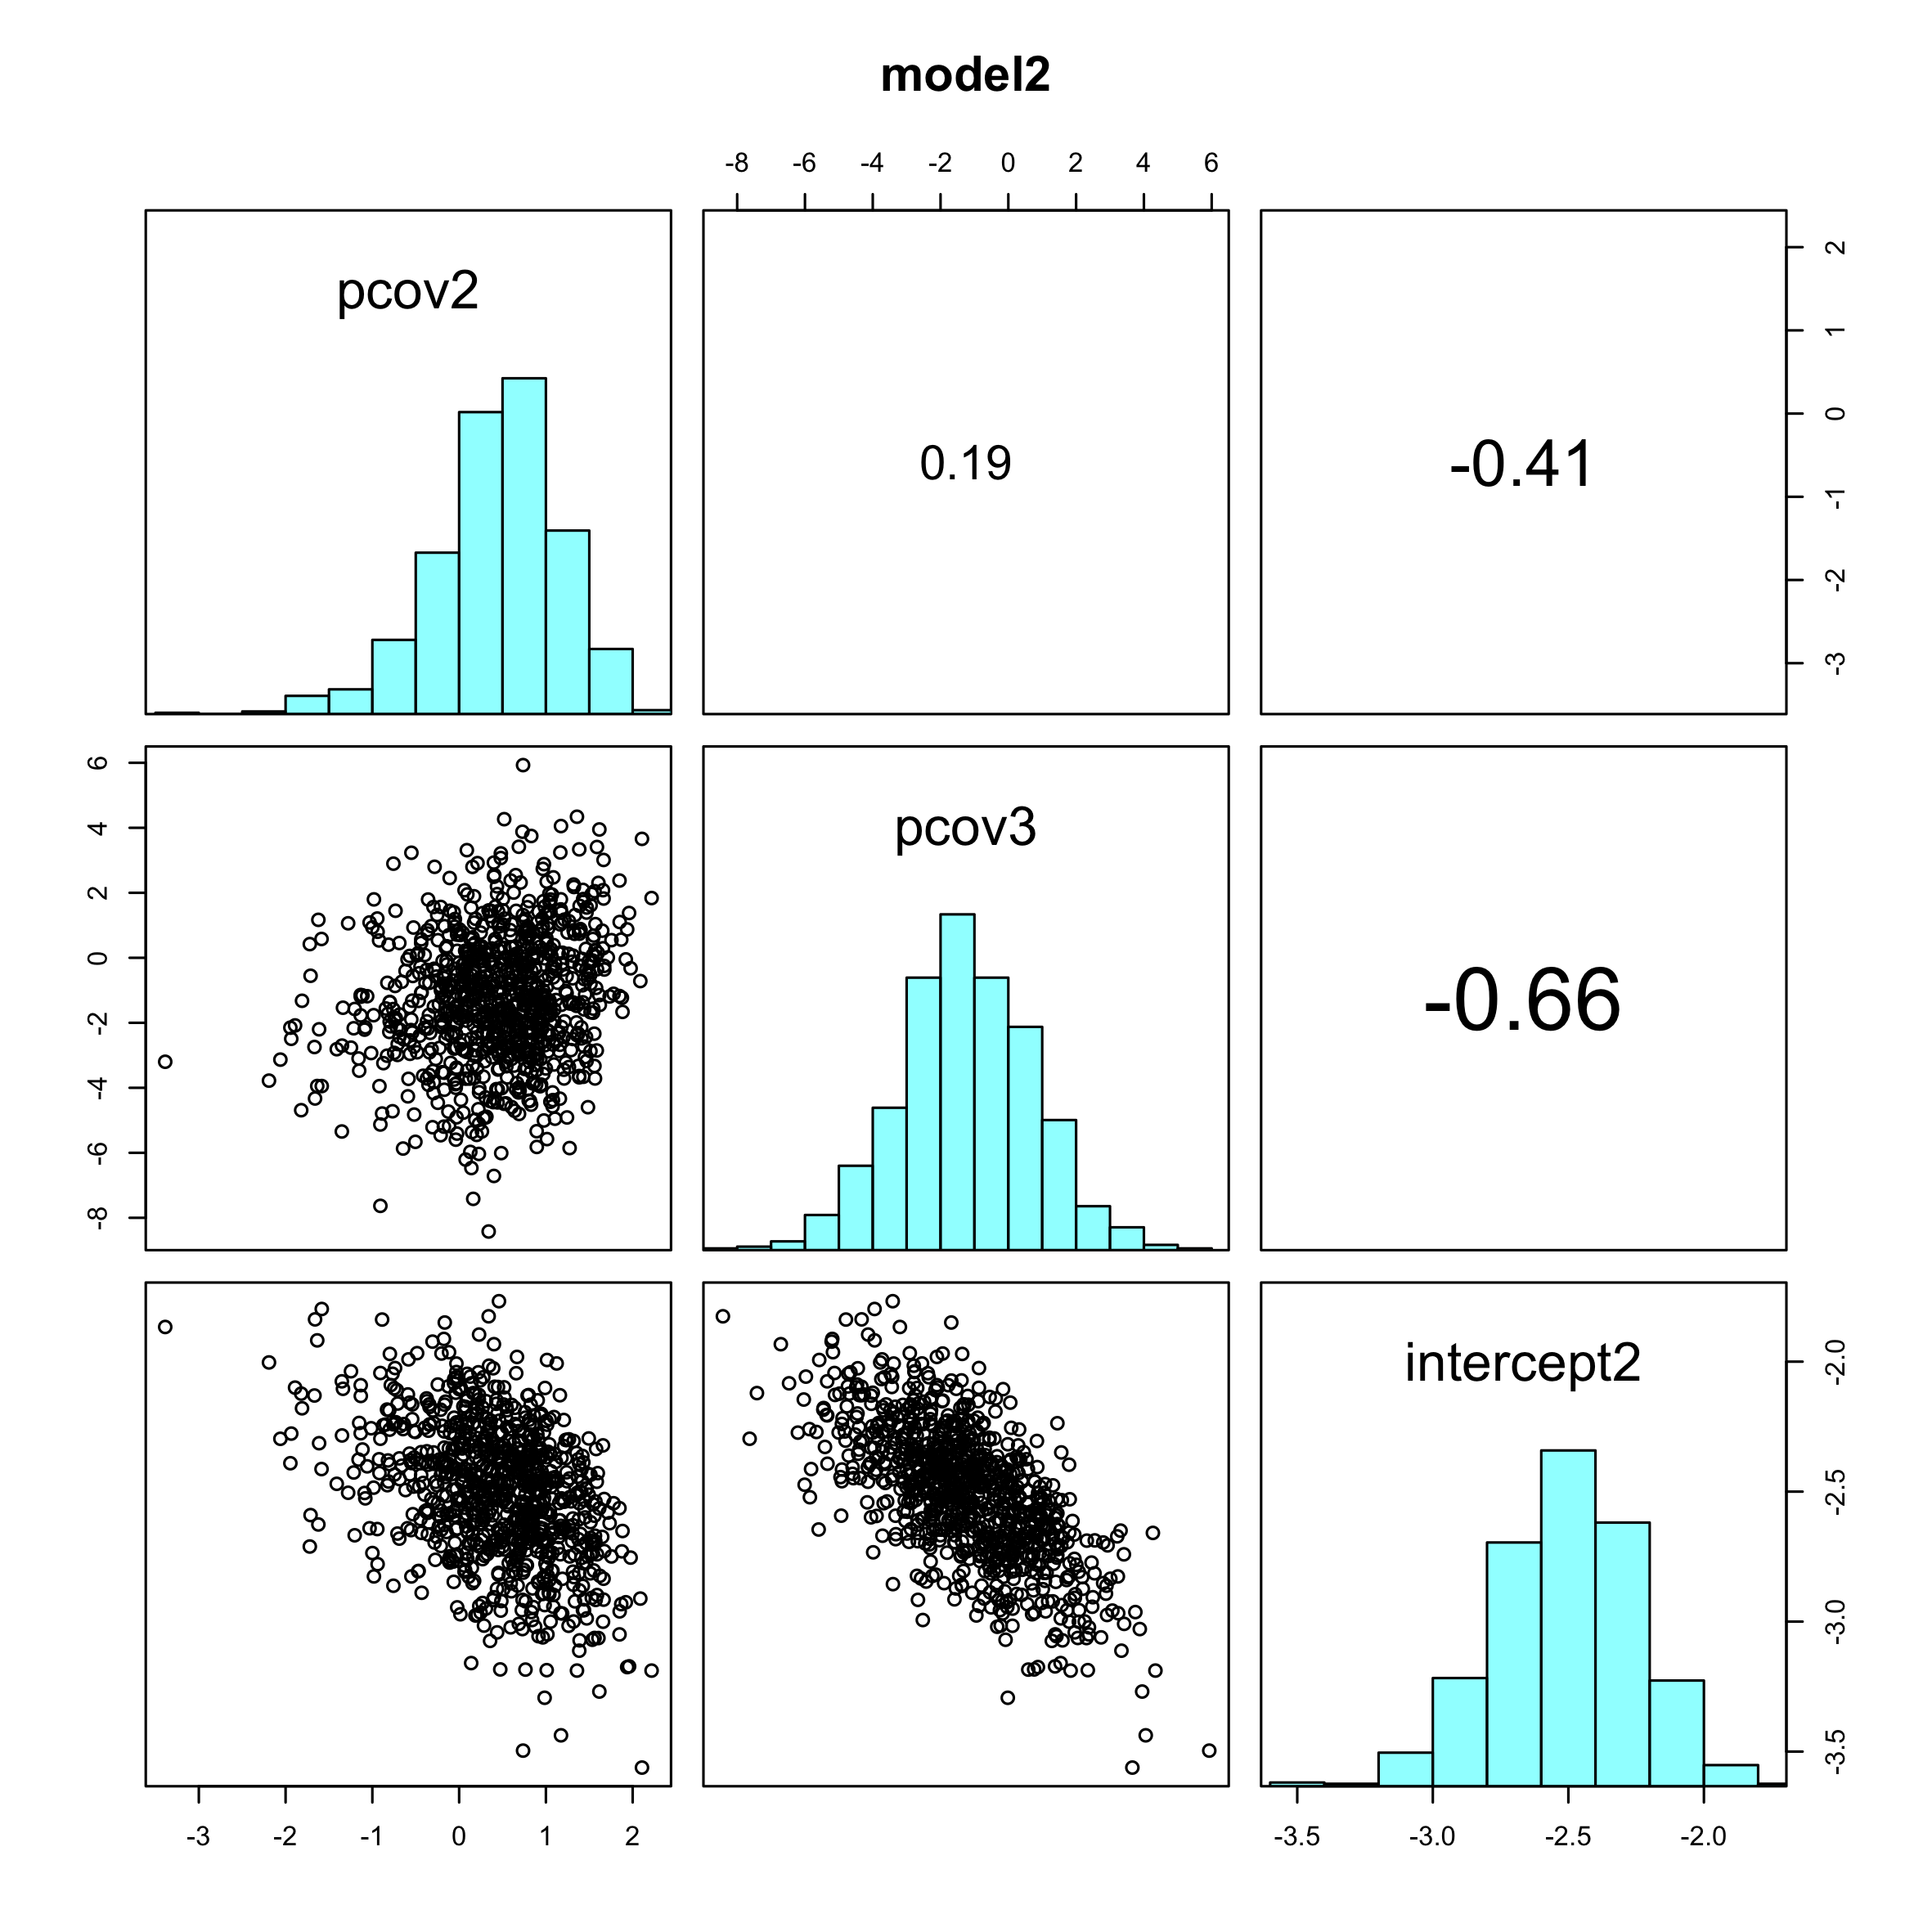 model2
-8 -6 -4 -2 0 2 4 6
pcov2
0.19
-0.41
2 1 0 -1 -2 -3
6 4 2 0 -2 -4 -6 -8
pcov3
-0.66
intercept2
-2.0 -2.5 -3.0 -3.5
-3 -2 -1 0 1 2
-3.5 -3.0 -2.5 -2.0